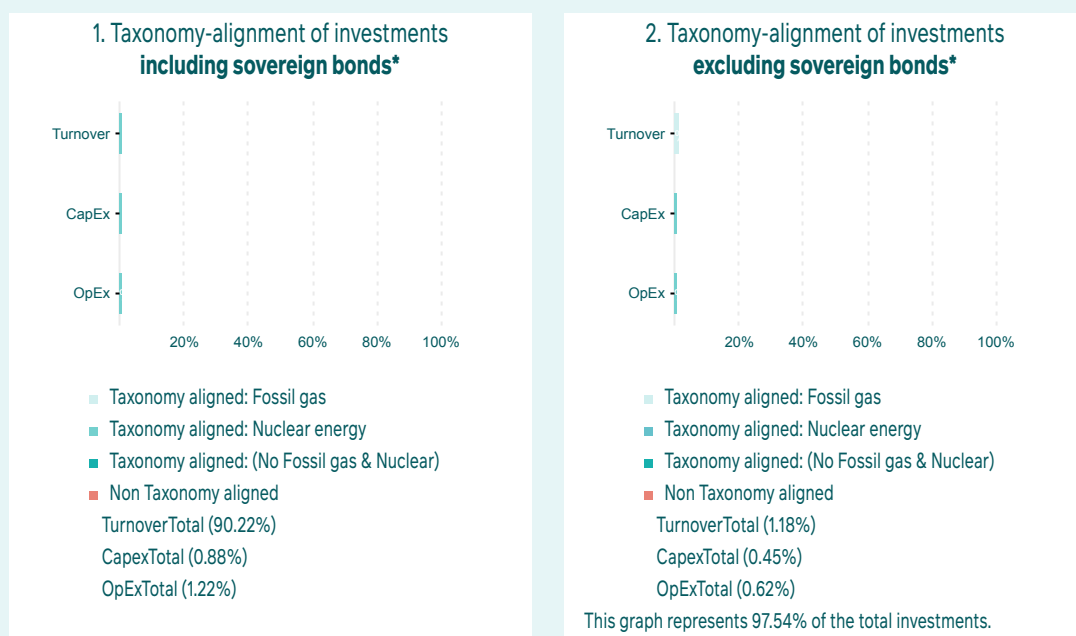 1. Taxonomy-alignment of investments
including sovereign bonds*
Turnover
CapEx
OpEx
20% 40% 60% 80% 100%
Taxonomy aligned: Fossil gas
Taxonomy aligned: Nuclear energy
Taxonomy aligned: (No Fossil gas & Nuclear)
Non Taxonomy aligned
TurnoverTotal (90.22%)
CapexTotal (0.88%)
OpExTotal (1.22%)
2. Taxonomy-alignment of investments
excluding sovereign bonds*
Turnover
CapEx
OpEx
20% 40% 60% 80% 100%
Taxonomy aligned: Fossil gas
Taxonomy aligned: Nuclear energy
Taxonomy aligned: (No Fossil gas & Nuclear)
Non Taxonomy aligned
TurnoverTotal (1.18%)
CapexTotal (0.45%)
OpExTotal (0.62%)
This graph represents 97.54% of the total investments.